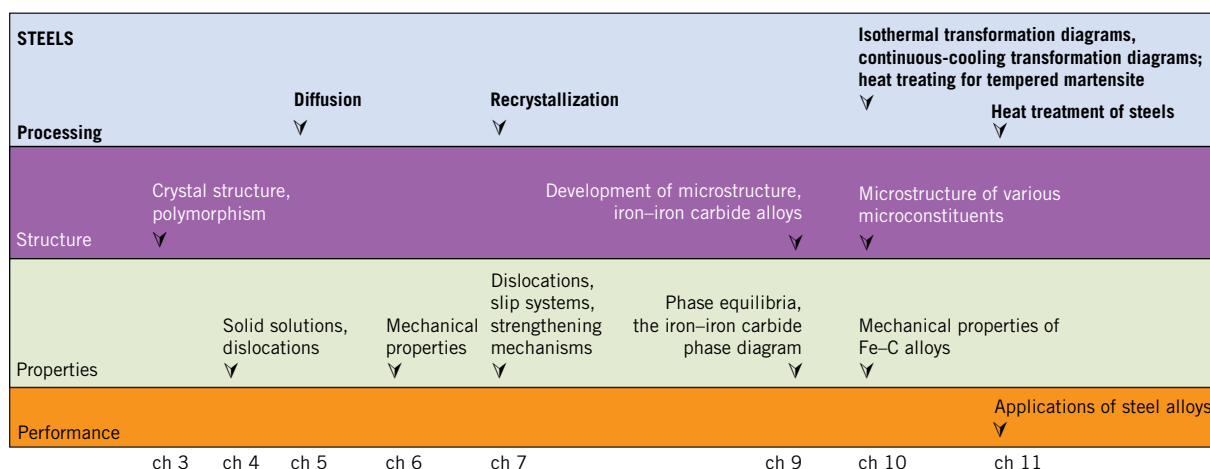 STEELS
Isothermal transformation diagrams,
continuous-cooling transformation diagrams;
heat treating for tempered martensite
Diffusion
Recrystallization
Heat treatment of steels
Processing
Crystal structure,
polymorphism
Development of microstructure,
iron–iron carbide alloys
Microstructure of various
microconstituents
Structure
Solid solutions,
dislocations
Mechanical
properties
Dislocations,
slip systems,
strengthening
mechanisms
Phase equilibria,
the iron–iron carbide
phase diagram
Mechanical properties of
Fe–C alloys
Properties
Applications of steel alloys
Performance
ch 3 ch 4 ch 5 ch 6 ch 7 ch 9 ch 10 ch 11